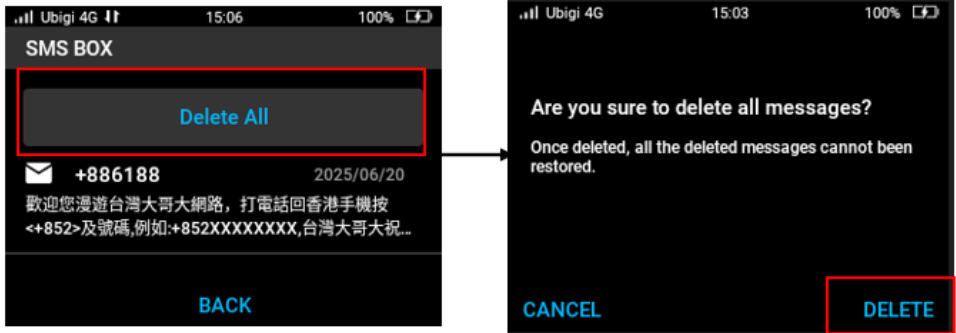 Ubigi 4G 15:06 100%
SMS BOX
Delete All
+886188 2025/06/20
歡迎您漫遊台灣大哥大網路，打電話回香港手機按
<+852>及號碼,例如:+852XXXXXXXX,台灣大哥大祝...
BACK
Ubigi 4G 15:03 100%
Are you sure to delete all messages?
Once deleted, all the deleted messages cannot been
restored.
CANCEL DELETE